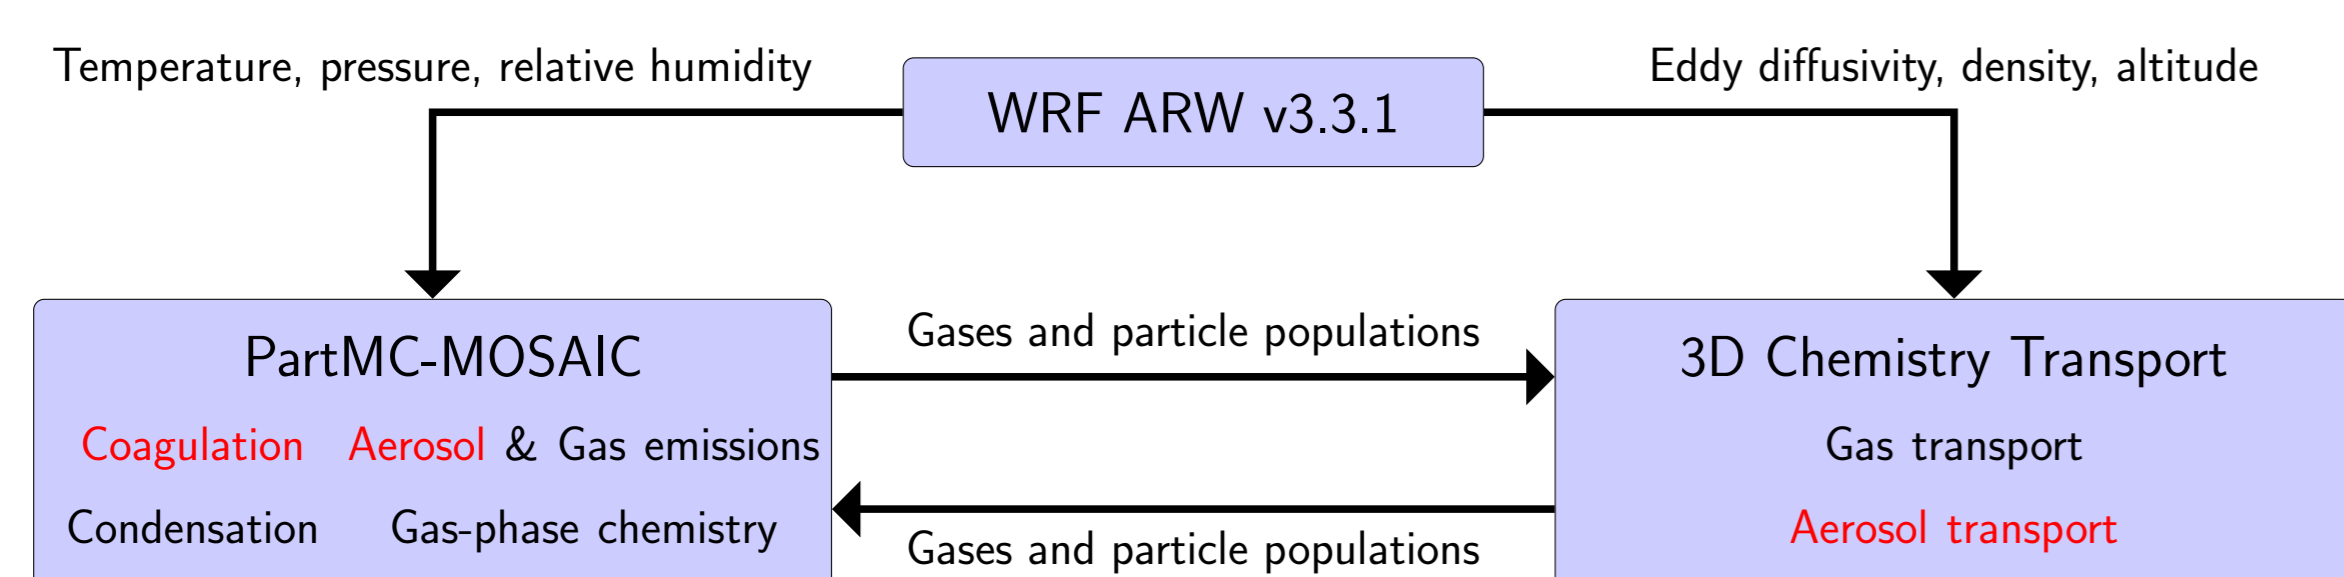 Temperature, pressure, relative humidity
WRF ARW v3.3.1
Eddy diffusivity, density, altitude
PartMC-MOSAIC
Coagulation Aerosol & Gas emissions
Condensation Gas-phase chemistry
Gases and particle populations
Gases and particle populations
3D Chemistry Transport
Gas transport
Aerosol transport